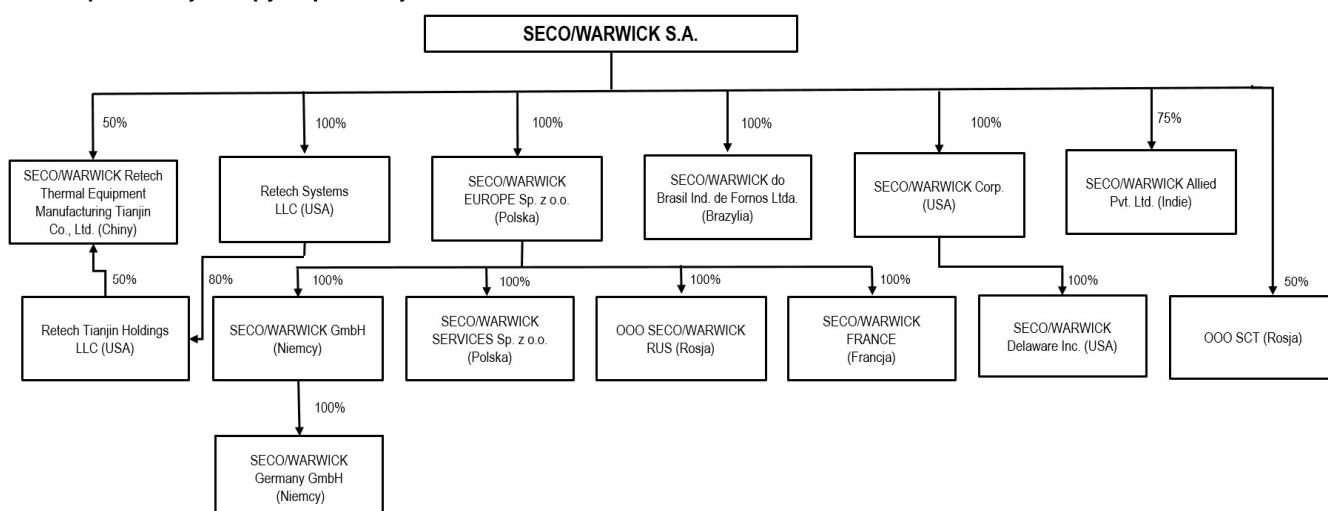 SECO/WARWICK S.A.
50%
100%
100%
100%
100%
75%
SECO/WARWICK Retech
Thermal Equipment
Manufacturing Tianjin
Co., Ltd. (Chiny)
Retech Systems
LLC (USA)
SECO/WARWICK
EUROPE Sp. z o.o.
(Polska)
SECO/WARWICK do
Brasil Ind. de Fornos Ltda.
(Brazylia)
SECO/WARWICK Corp.
(USA)
SECO/WARWICK Allied
Pvt. Ltd. (Indie)
50%
80%
100%
100%
100%
100%
100%
50%
Retech Tianjin Holdings
LLC (USA)
SECO/WARWICK GmbH
(Niemcy)
SECO/WARWICK
SERVICES Sp. z o.o.
(Polska)
OOO SECO/WARWICK
RUS (Rosja)
SECO/WARWICK
FRANCE
(Francja)
SECO/WARWICK
Delaware Inc. (USA)
OOO SCT (Rosja)
100%
SECO/WARWICK
Germany GmbH
(Niemcy)